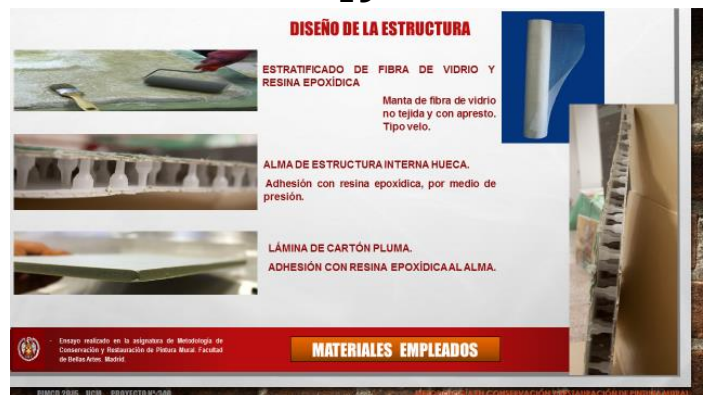 DISEÑO DE LA ESTRUCTURA
ESTRATIFICADO DE FIBRA DE VIDRIO Y
RESINA EPOXÍDICA
Manta de fibra de vidrio
no tejida y con apresto.
Tipo velo.
ALMA DE ESTRUCTURA INTERNA HUECA.
Adhesión con resina epoxídica, por medio de
presión.
LÁMINA DE CARTÓN PLUMA.
ADHESIÓN CON RESINA EPOXÍDICA AL ALMA.
- Ensayo realizado en la asignatura de Metodología de
Conservación y Restauración de Pintura Mural. Facultad
de Bellas Artes. Madrid.
MATERIALES EMPLEADOS